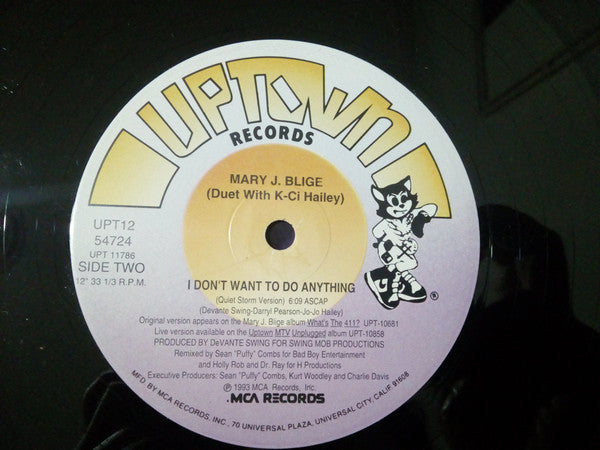 UPTOWN
RECORDS
MARY J. BLIGE
(Duet With K-Ci Hailey)
UPT12
54724
UPT 11786
SIDE TWO
12" 33 1/3 R.P.M.
I DON'T WANT TO DO ANYTHING
(Quiet Storm Version) 6:09 ASCAP
(Devante Swing-Darryl Pearson-Jo-Jo Hailey)
Original version appears on the Mary J. Blige album What's The 411? UPT-10681
Live version available on the Uptown MTV Unplugged album UPT-10858
PRODUCED BY DeVANTE SWING FOR SWING MOB PRODUCTIONS
Remixed by Sean "Puffy" Combs for Bad Boy Entertainment
and Holly Rob and Dr. Ray for H Productions
Executive Producers: Sean "Puffy" Combs, Kurt Woodley and Charlie Davis
℗ 1993 MCA Records, Inc.
MCA RECORDS
MFD. BY MCA RECORDS, INC., 70 UNIVERSAL PLAZA, UNIVERSAL CITY, CALIF. 91608
®